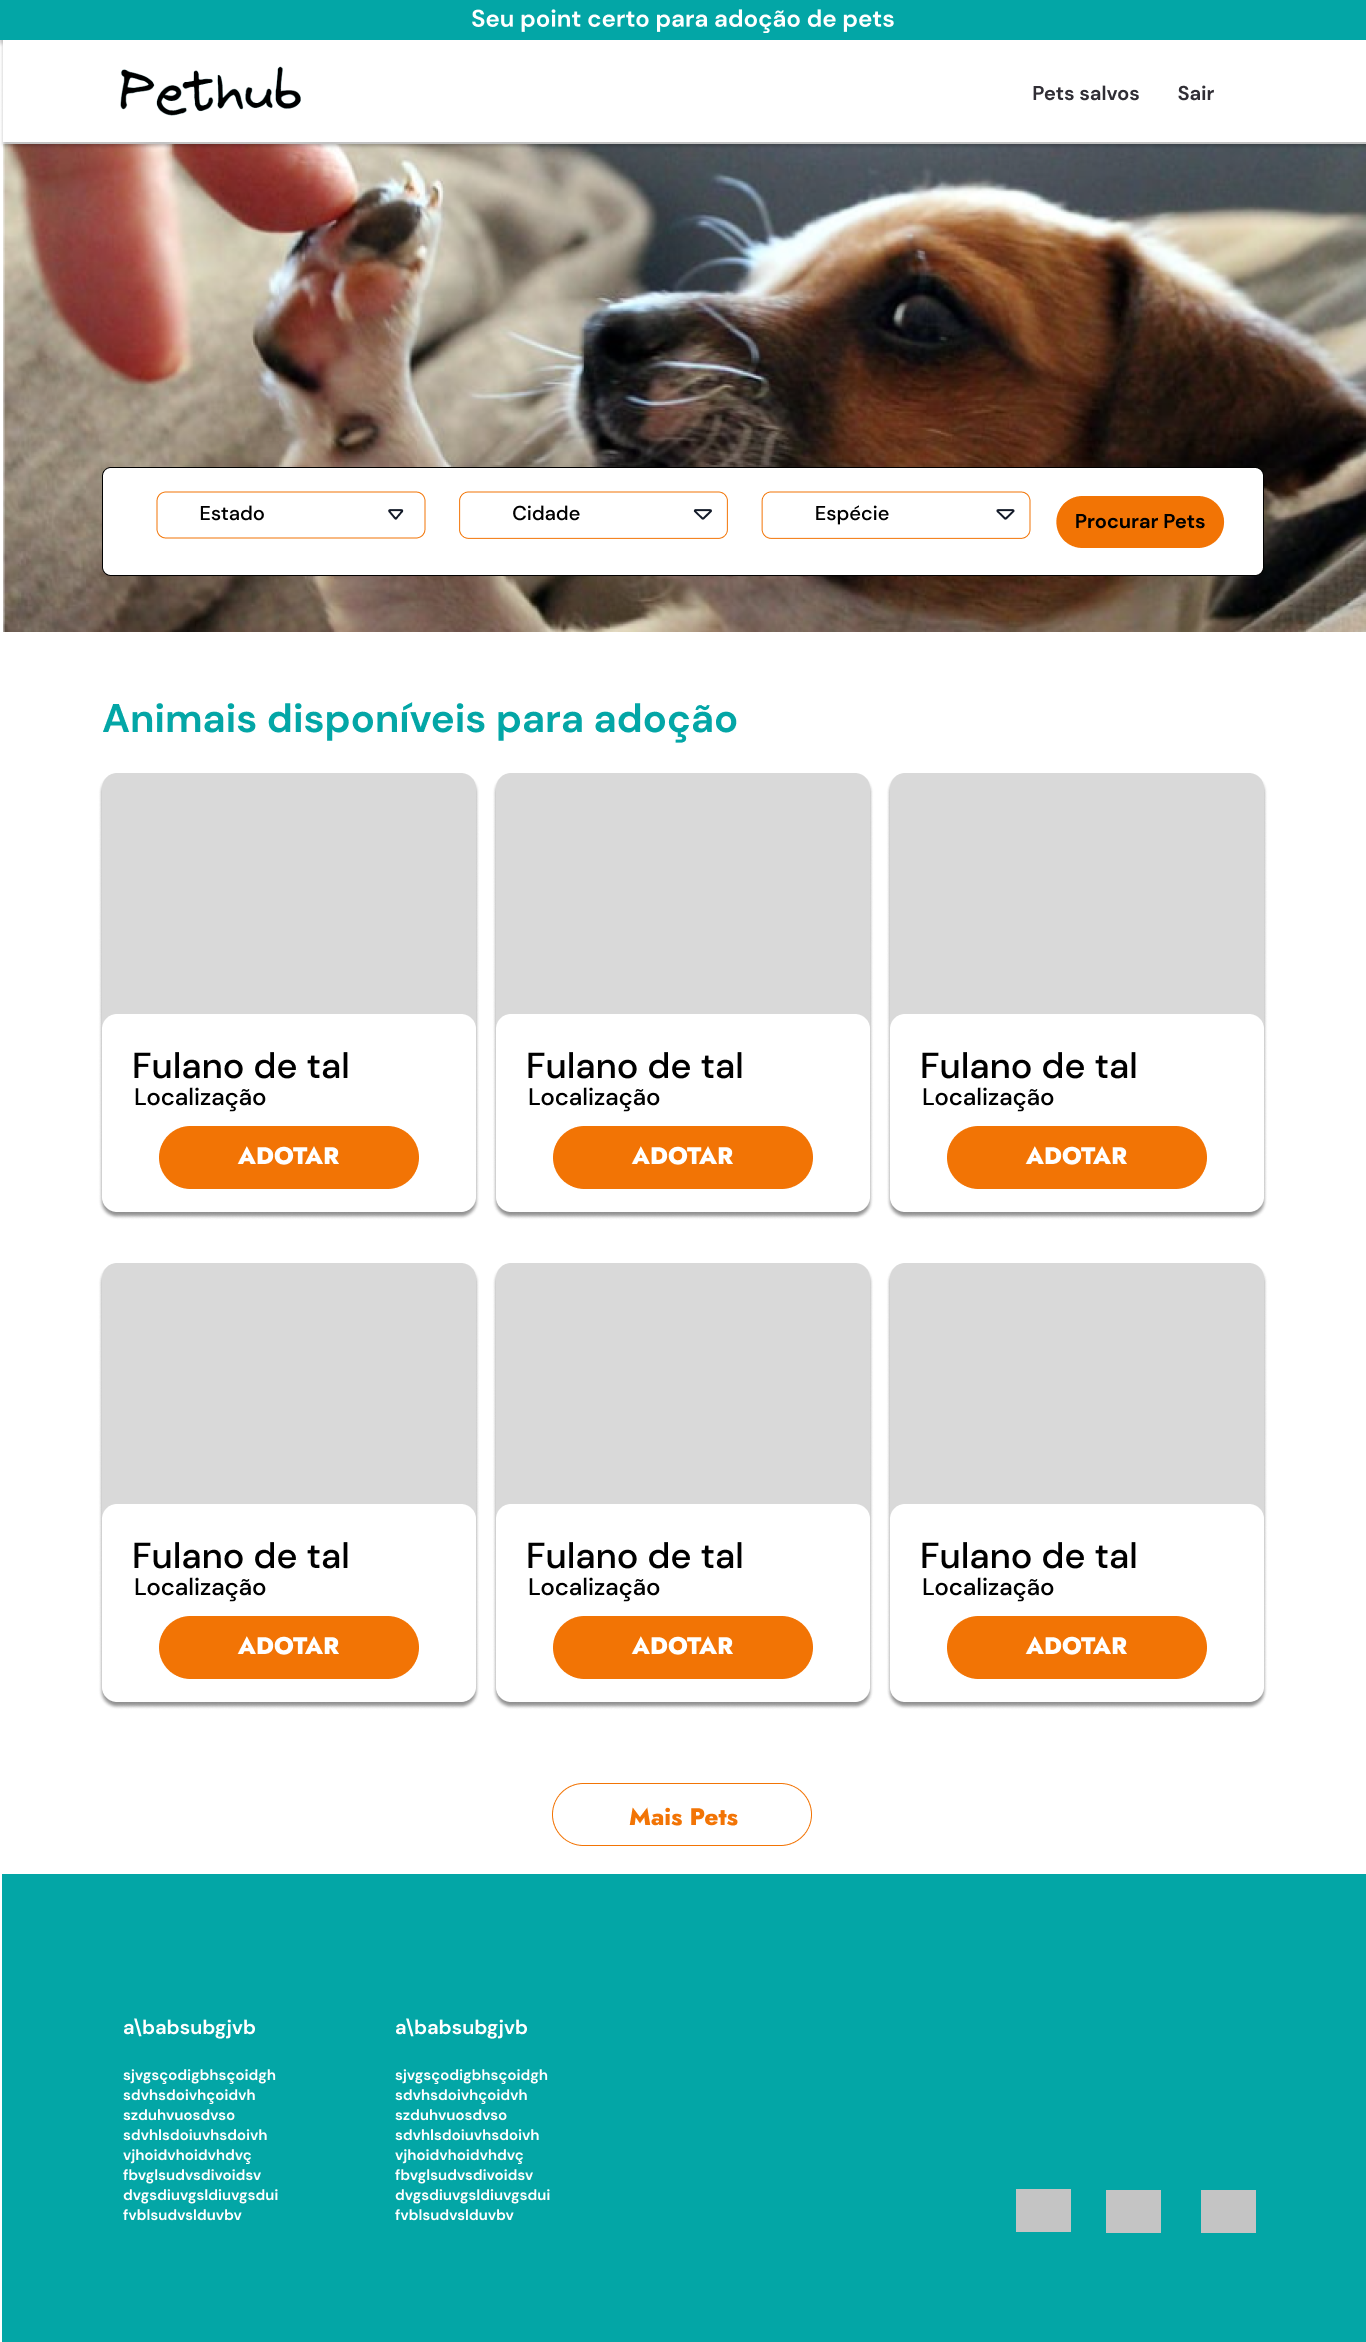 Seu point certo para adoção de pets
Pethub
Pets salvos
Sair
Estado
Cidade
Espécie
Procurar Pets
Animais disponíveis para adoção
Fulano de tal
Localização
ADOTAR
Fulano de tal
Localização
ADOTAR
Fulano de tal
Localização
ADOTAR
Fulano de tal
Localização
ADOTAR
Fulano de tal
Localização
ADOTAR
Fulano de tal
Localização
ADOTAR
Mais Pets
a\babsubgjvb
sjvgsçodigbhsçoidgh
sdvhsdoivhçoidvh
szduhvuosdvso
sdvhlsdoiuvhsdoivh
vjhoidvhoidvhdvç
fbvglsudvsdivoidsv
dvgsdiuvgsldiuvgsdui
fvblsudvslduvbv
a\babsubgjvb
sjvgsçodigbhsçoidgh
sdvhsdoivhçoidvh
szduhvuosdvso
sdvhlsdoiuvhsdoivh
vjhoidvhoidvhdvç
fbvglsudvsdivoidsv
dvgsdiuvgsldiuvgsdui
fvblsudvslduvbv